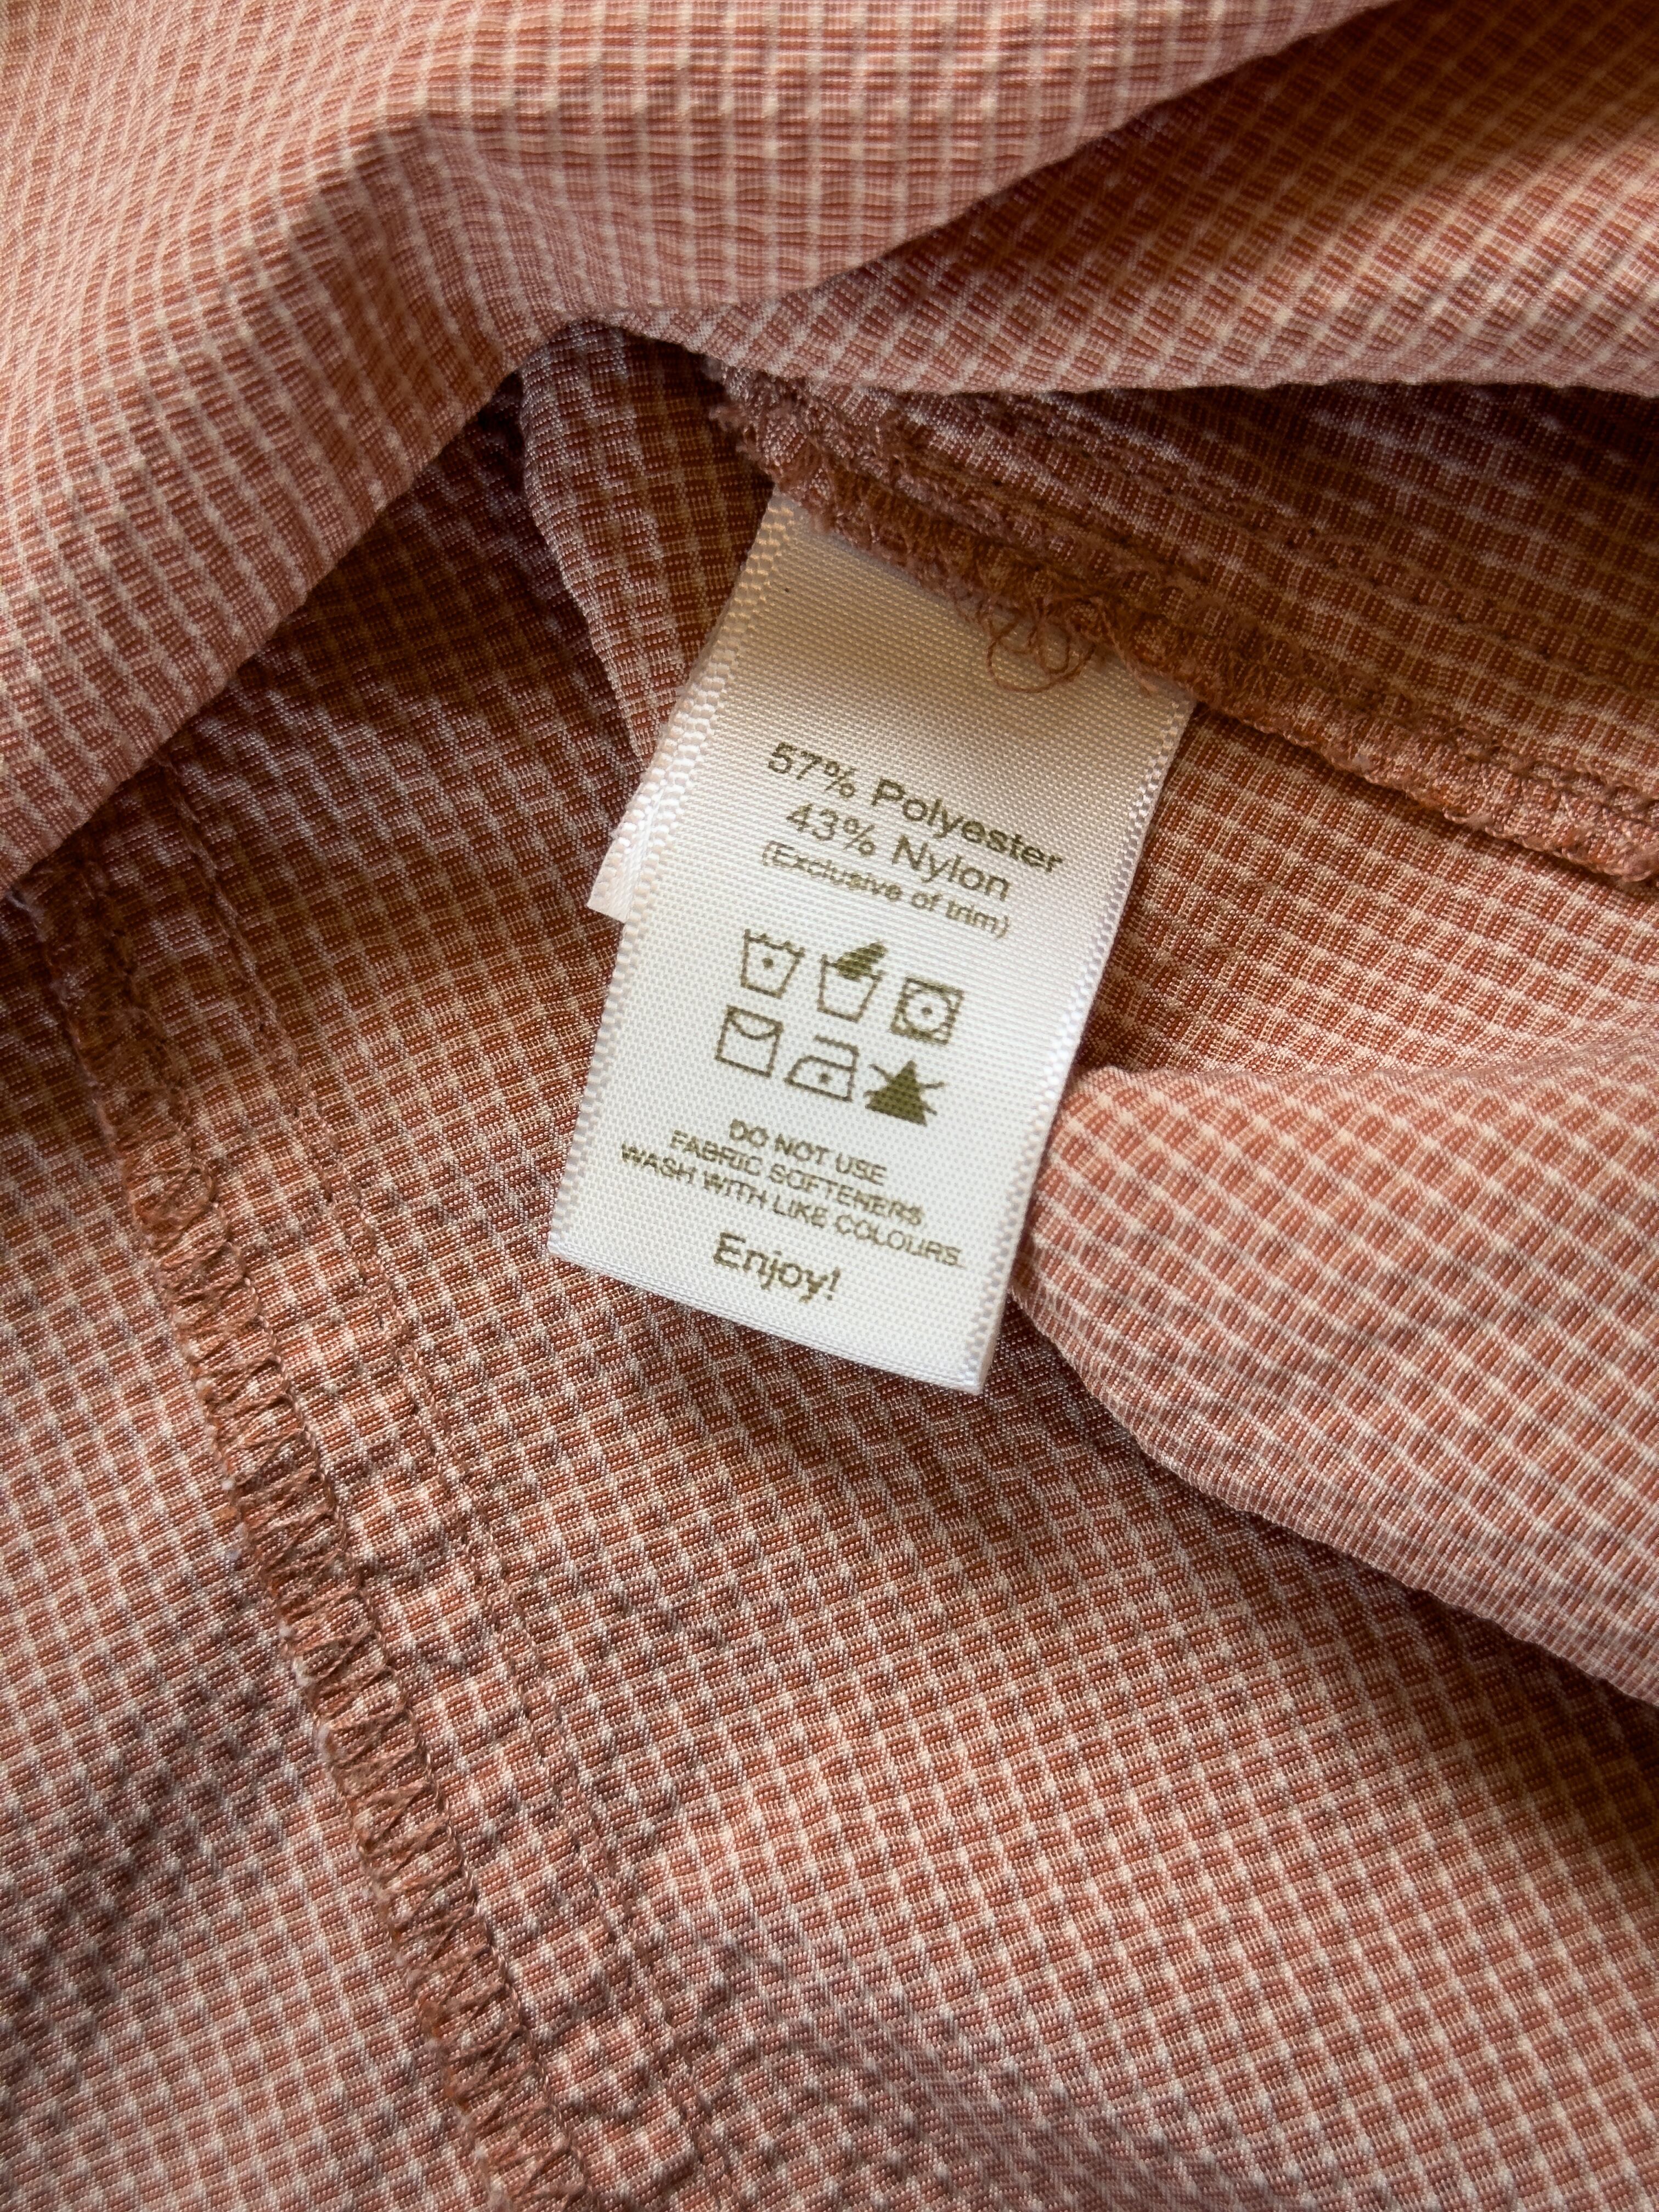 57% Polyester
43% Nylon
(Exclusive of trim)
DO NOT USE
FABRIC SOFTENERS
WASH WITH LIKE COLOURS.
Enjoy!